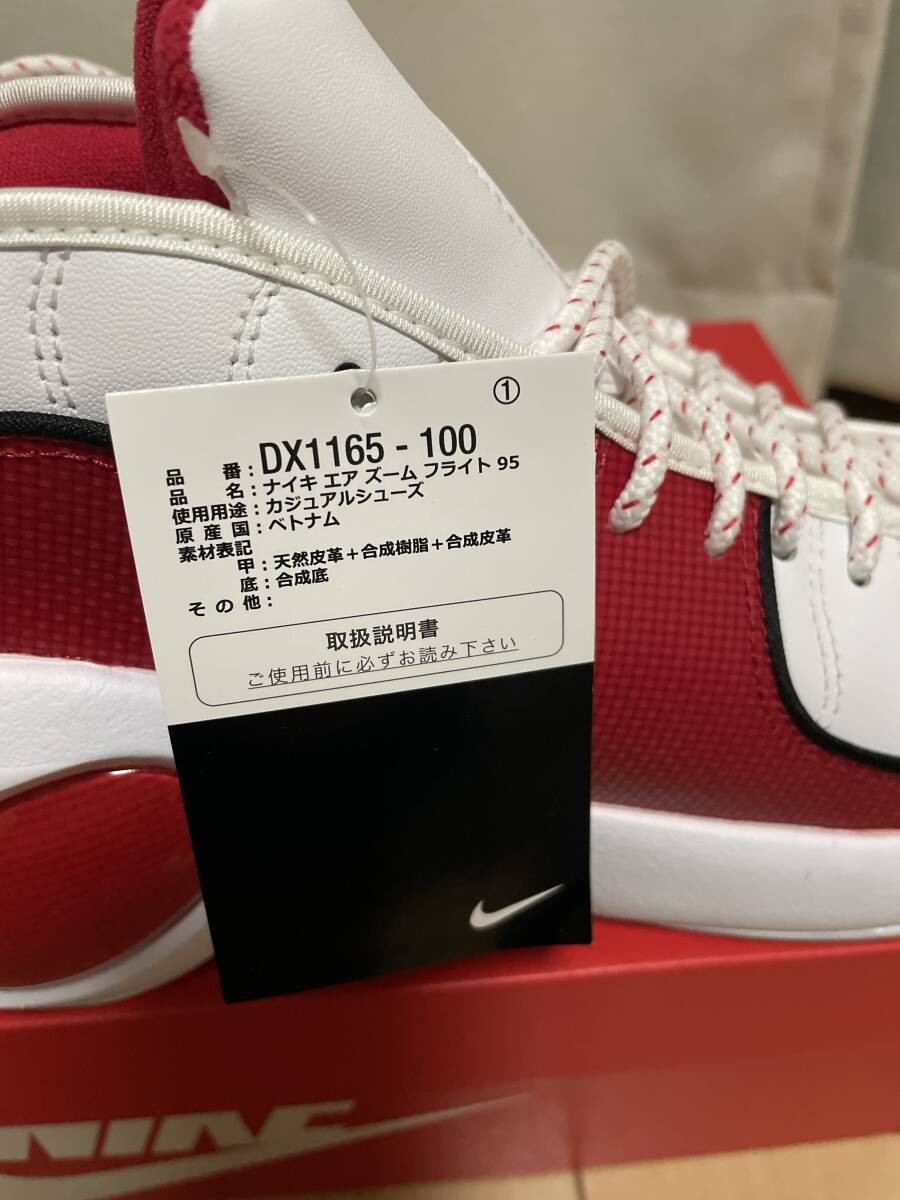 ①
品 番：DX1165 - 100
品 名：ナイキ エア ズーム フライト 95
使用用途：カジュアルシューズ
原 産 国：ベトナム
素材表記
甲：天然皮革＋合成樹脂＋合成皮革
底：合成底
そ の 他：
取扱説明書
ご使用前に必ずお読み下さい
NIKE